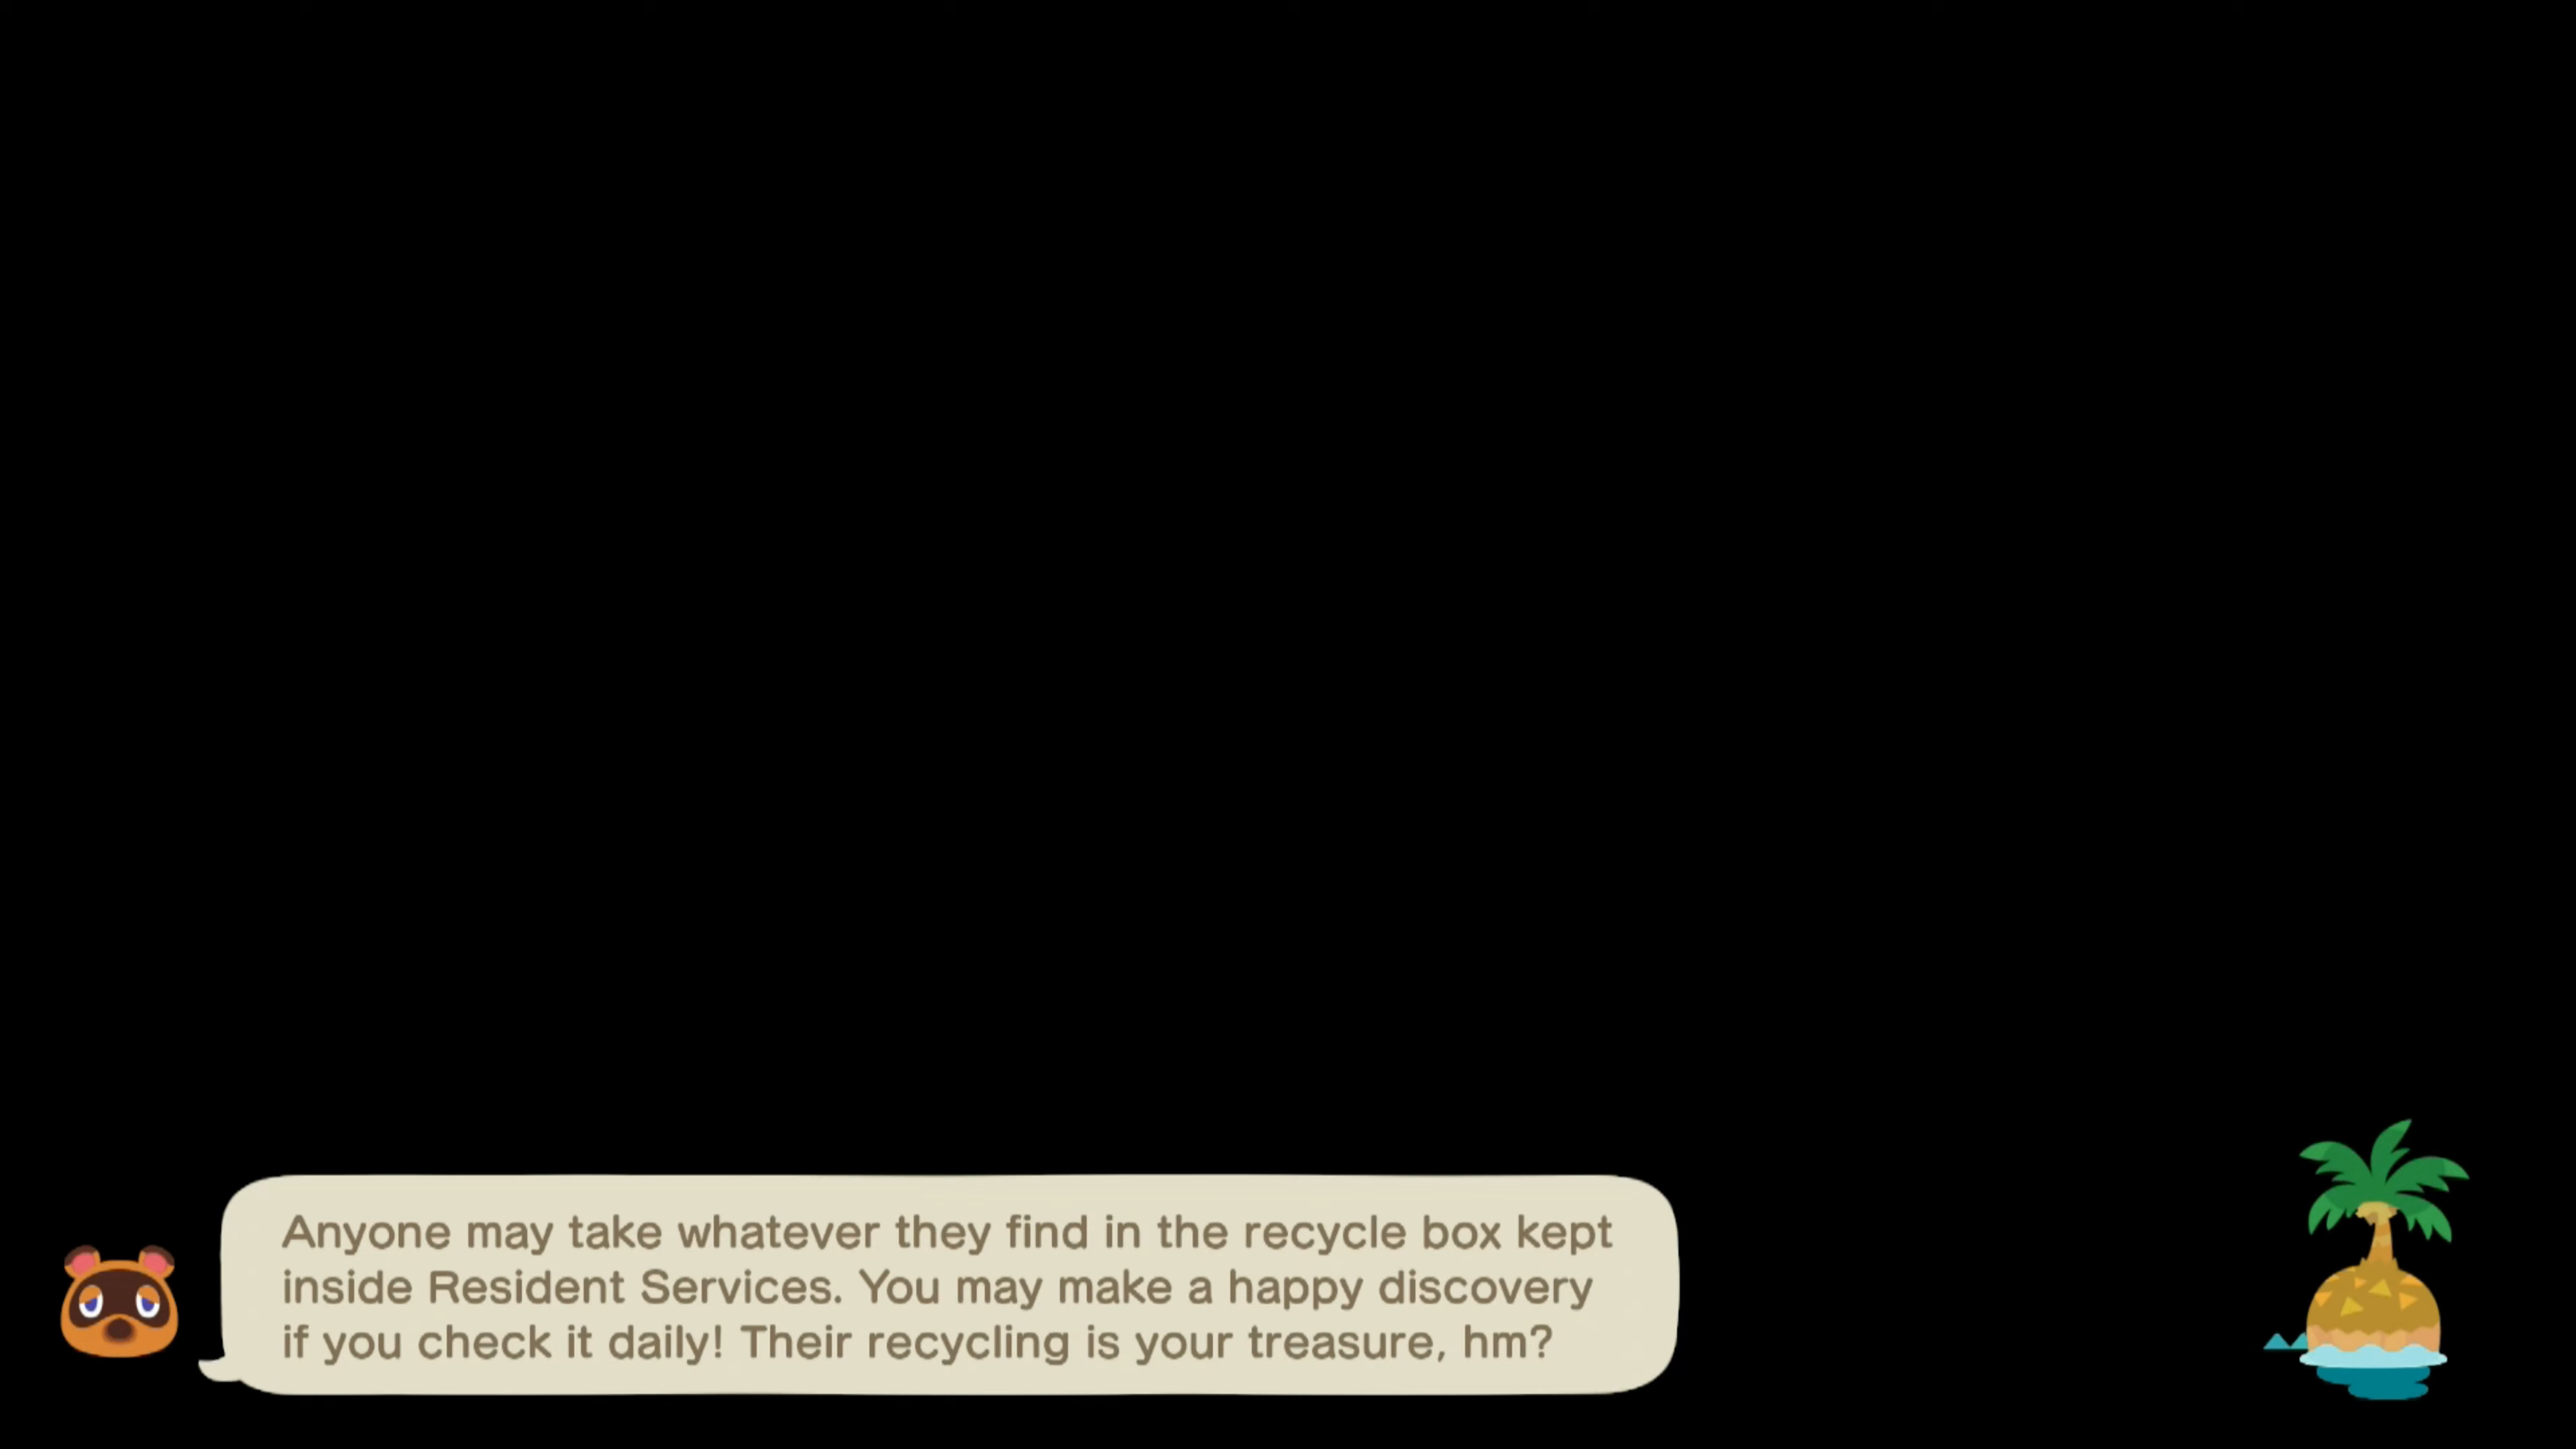 Anyone may take whatever they find in the recycle box kept
inside Resident Services. You may make a happy discovery
if you check it daily! Their recycling is your treasure, hm?